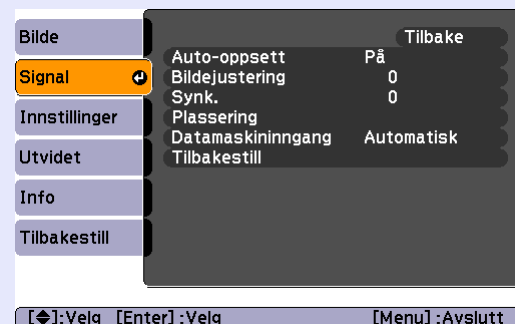 Bilde
Signal
Innstillinger
Utvidet
Info
Tilbakestill
Tilbake
Auto-oppsett På
Bildejustering 0
Synk. 0
Plassering
Datamaskininngang Automatisk
Tilbakestill
[◆]:Velg [Enter]:Velg [Menu]:Avslutt